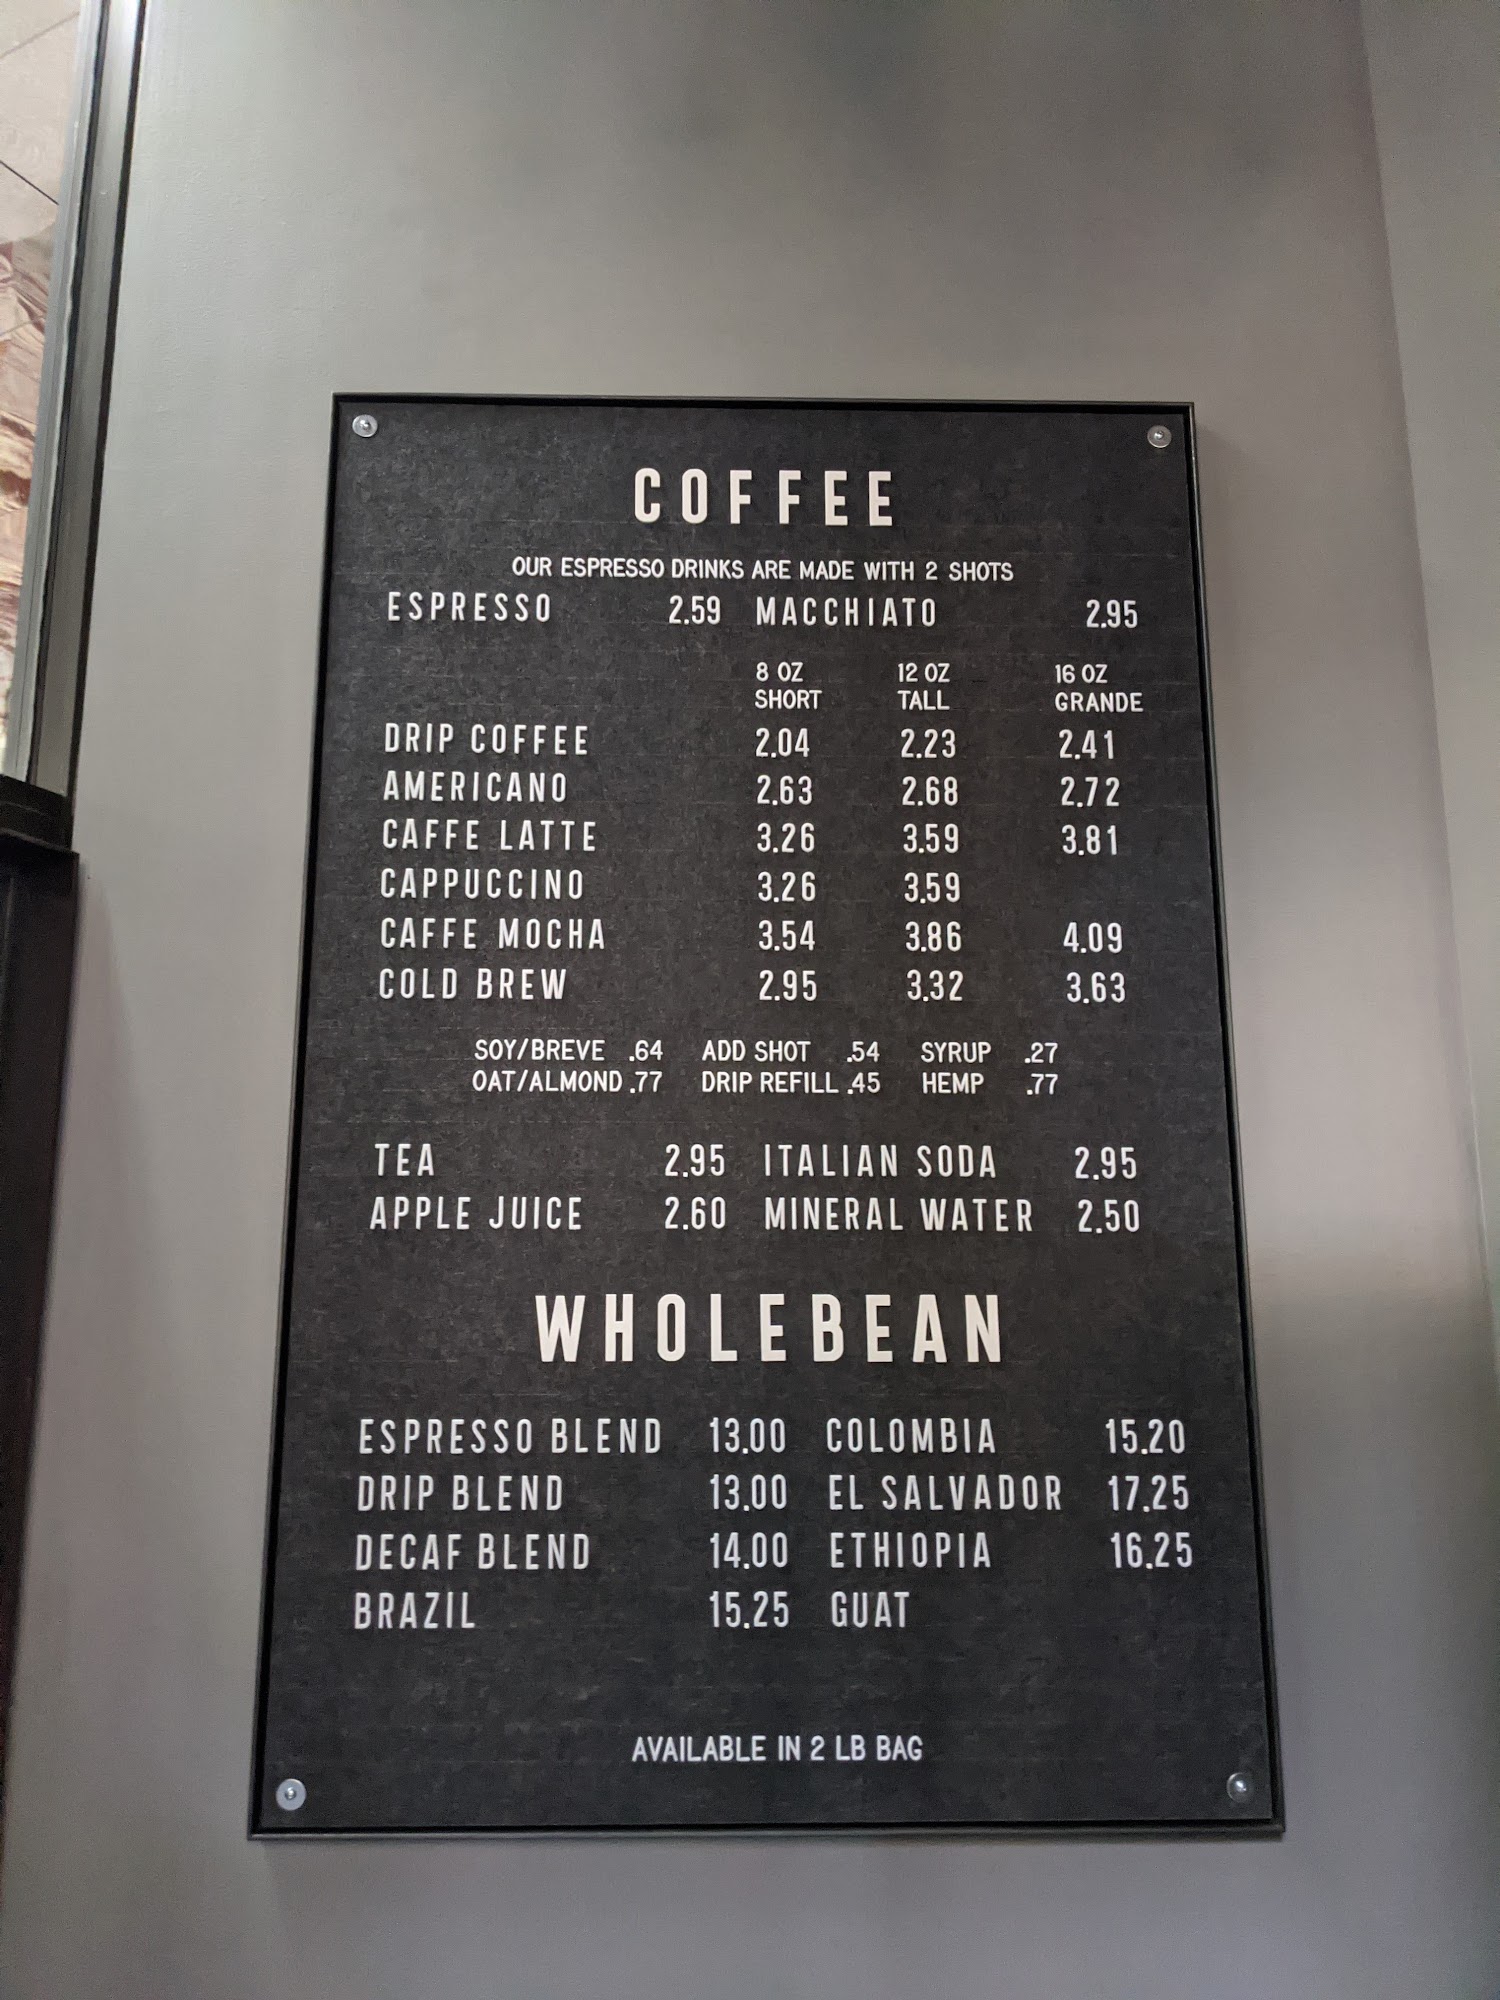 COFFEE
OUR ESPRESSO DRINKS ARE MADE WITH 2 SHOTS
ESPRESSO 2.59 MACCHIATO 2.95
8 OZ 12 OZ 16 OZ
SHORT TALL GRANDE
DRIP COFFEE 2.04 2.23 2.41
AMERICANO 2.63 2.68 2.72
CAFFE LATTE 3.26 3.59 3.81
CAPPUCCINO 3.26 3.59
CAFFE MOCHA 3.54 3.86 4.09
COLD BREW 2.95 3.32 3.63
SOY/BREVE .64 ADD SHOT .54 SYRUP .27
OAT/ALMOND .77 DRIP REFILL .45 HEMP .77
TEA 2.95 ITALIAN SODA 2.95
APPLE JUICE 2.60 MINERAL WATER 2.50
WHOLEBEAN
ESPRESSO BLEND 13.00 COLOMBIA 15.20
DRIP BLEND 13.00 EL SALVADOR 17.25
DECAF BLEND 14.00 ETHIOPIA 16.25
BRAZIL 15.25 GUAT
AVAILABLE IN 2 LB BAG